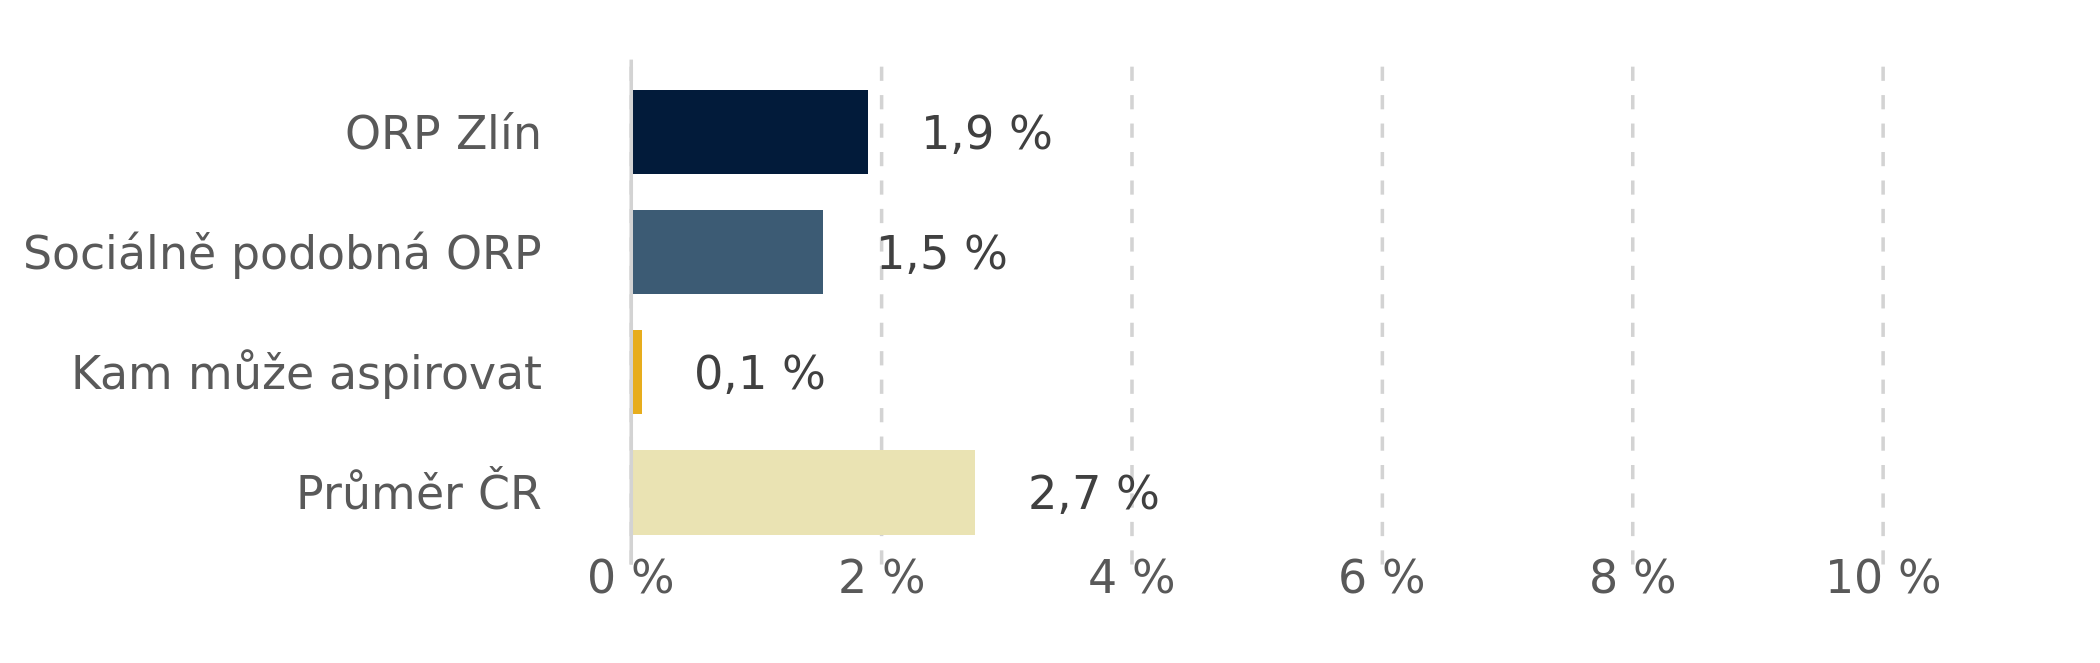 ORP Zlín 1,9 %
Sociálně podobná ORP 1,5 %
Kam může aspirovat 0,1 %
Průměr ČR 2,7 %
0 % 2 % 4 % 6 % 8 % 10 %